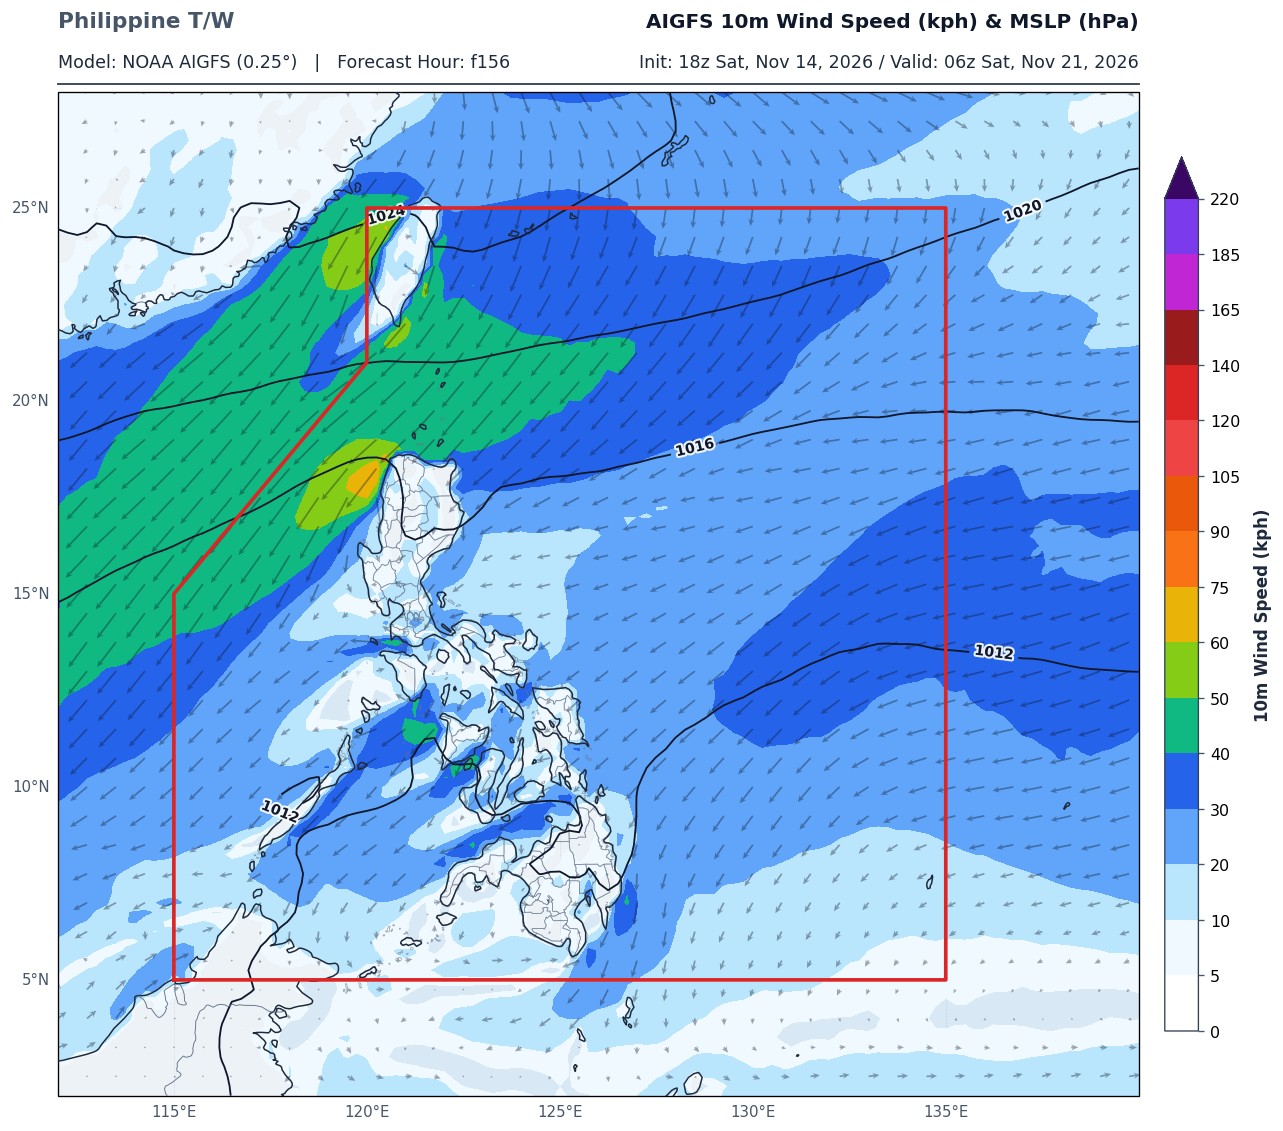 Philippine T/W
AIGFS 10m Wind Speed (kph) & MSLP (hPa)
Model: NOAA AIGFS (0.25°) | Forecast Hour: f156
Init: 18z Sat, Nov 14, 2026 / Valid: 06z Sat, Nov 21, 2026
25°N
20°N
15°N
10°N
5°N
115°E
120°E
125°E
130°E
135°E
1024
1020
1016
1012
1012
220
185
165
140
120
105
90
75
60
50
40
30
20
10
5
0
10m Wind Speed (kph)